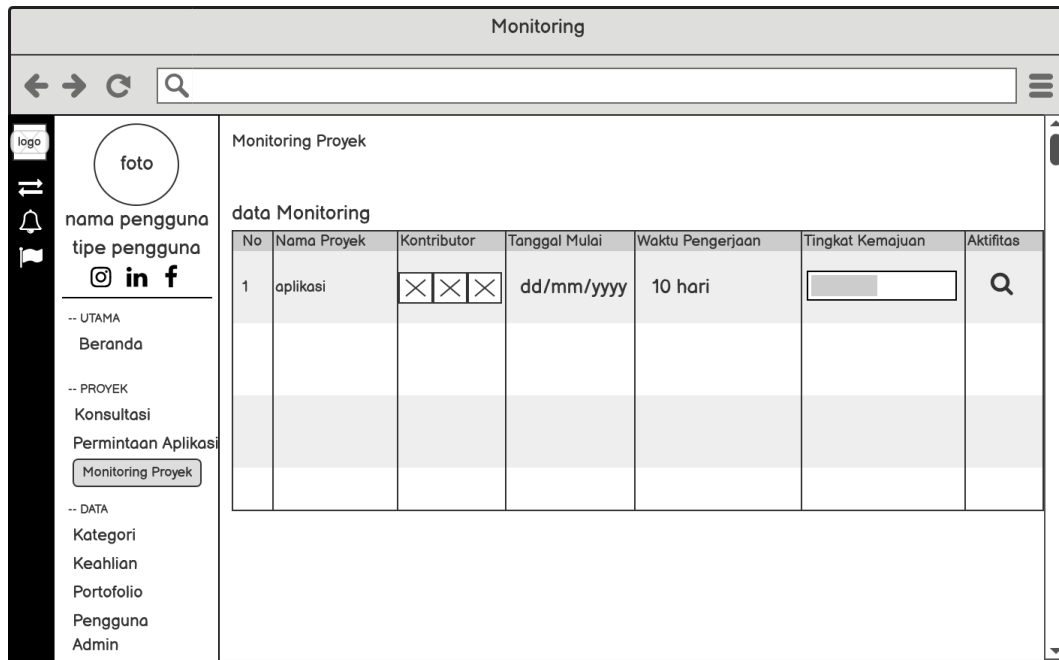 Monitoring
logo
foto
nama pengguna
tipe pengguna
in f
-- UTAMA
Beranda
-- PROYEK
Konsultasi
Permintaan Aplikasi
Monitoring Proyek
-- DATA
Kategori
Keahlian
Portofolio
Pengguna
Admin
Monitoring Proyek
data Monitoring
No Nama Proyek Kontributor Tanggal Mulai Waktu Pengerjaan Tingkat Kemajuan Aktifitas
1 aplikasi dd/mm/yyyy 10 hari